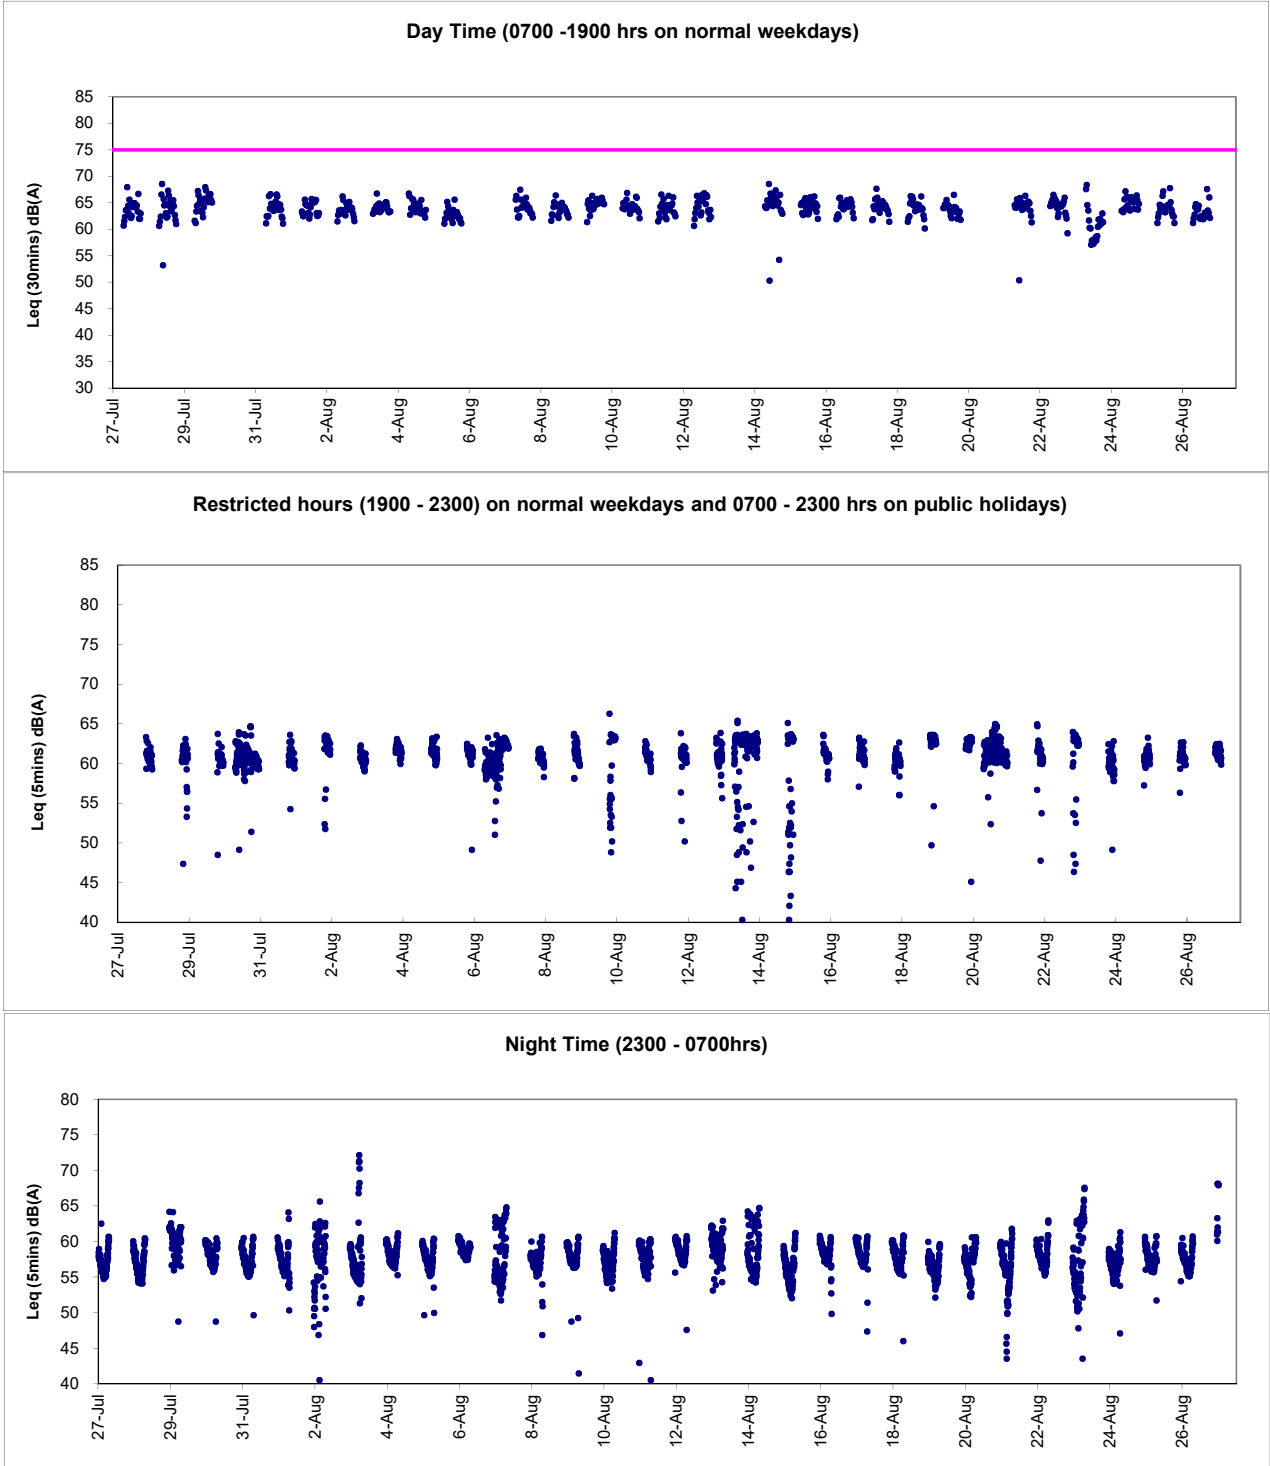 Day Time (0700 -1900 hrs on normal weekdays)
Leq (30mins) dB(A)
85
80
75
70
65
60
55
50
45
40
35
30
27-Jul
29-Jul
31-Jul
2-Aug
4-Aug
6-Aug
8-Aug
10-Aug
12-Aug
14-Aug
16-Aug
18-Aug
20-Aug
22-Aug
24-Aug
26-Aug
Restricted hours (1900 - 2300) on normal weekdays and 0700 - 2300 hrs on public holidays)
Leq (5mins) dB(A)
85
80
75
70
65
60
55
50
45
40
27-Jul
29-Jul
31-Jul
2-Aug
4-Aug
6-Aug
8-Aug
10-Aug
12-Aug
14-Aug
16-Aug
18-Aug
20-Aug
22-Aug
24-Aug
26-Aug
Night Time (2300 - 0700hrs)
Leq (5mins) dB(A)
80
75
70
65
60
55
50
45
40
27-Jul
29-Jul
31-Jul
2-Aug
4-Aug
6-Aug
8-Aug
10-Aug
12-Aug
14-Aug
16-Aug
18-Aug
20-Aug
22-Aug
24-Aug
26-Aug